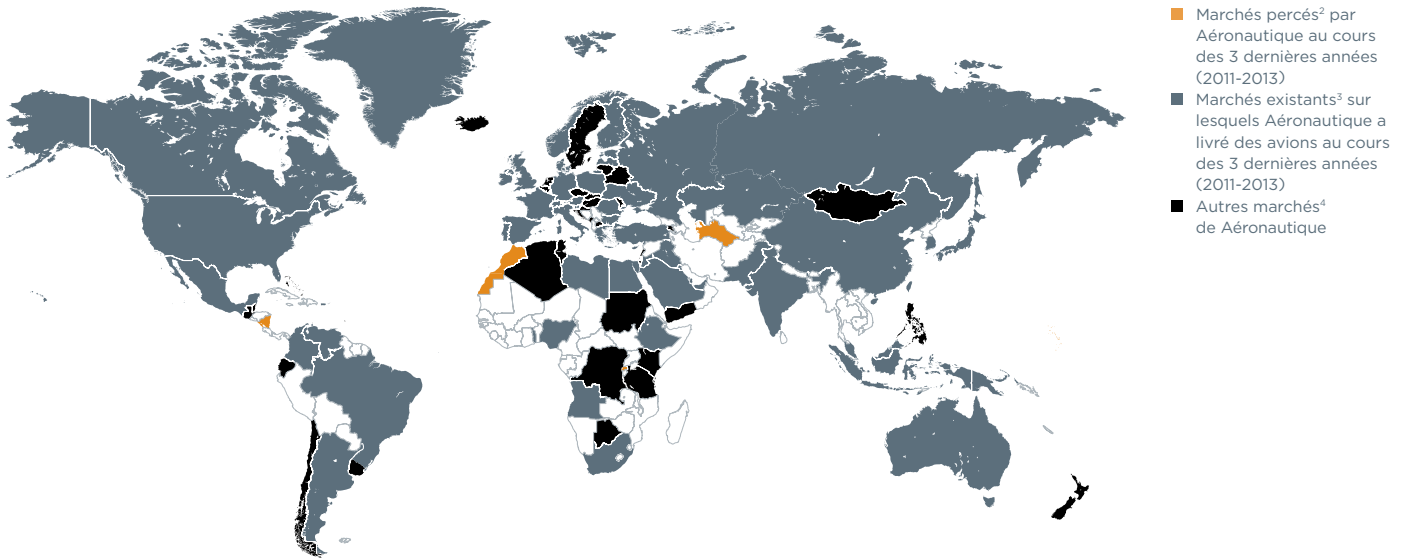 Marchés percés² par
Aéronautique au cours
des 3 dernières années
(2011-2013)
Marchés existants³ sur
lesquels Aéronautique a
livré des avions au cours
des 3 dernières années
(2011-2013)
Autres marchés⁴
de Aéronautique